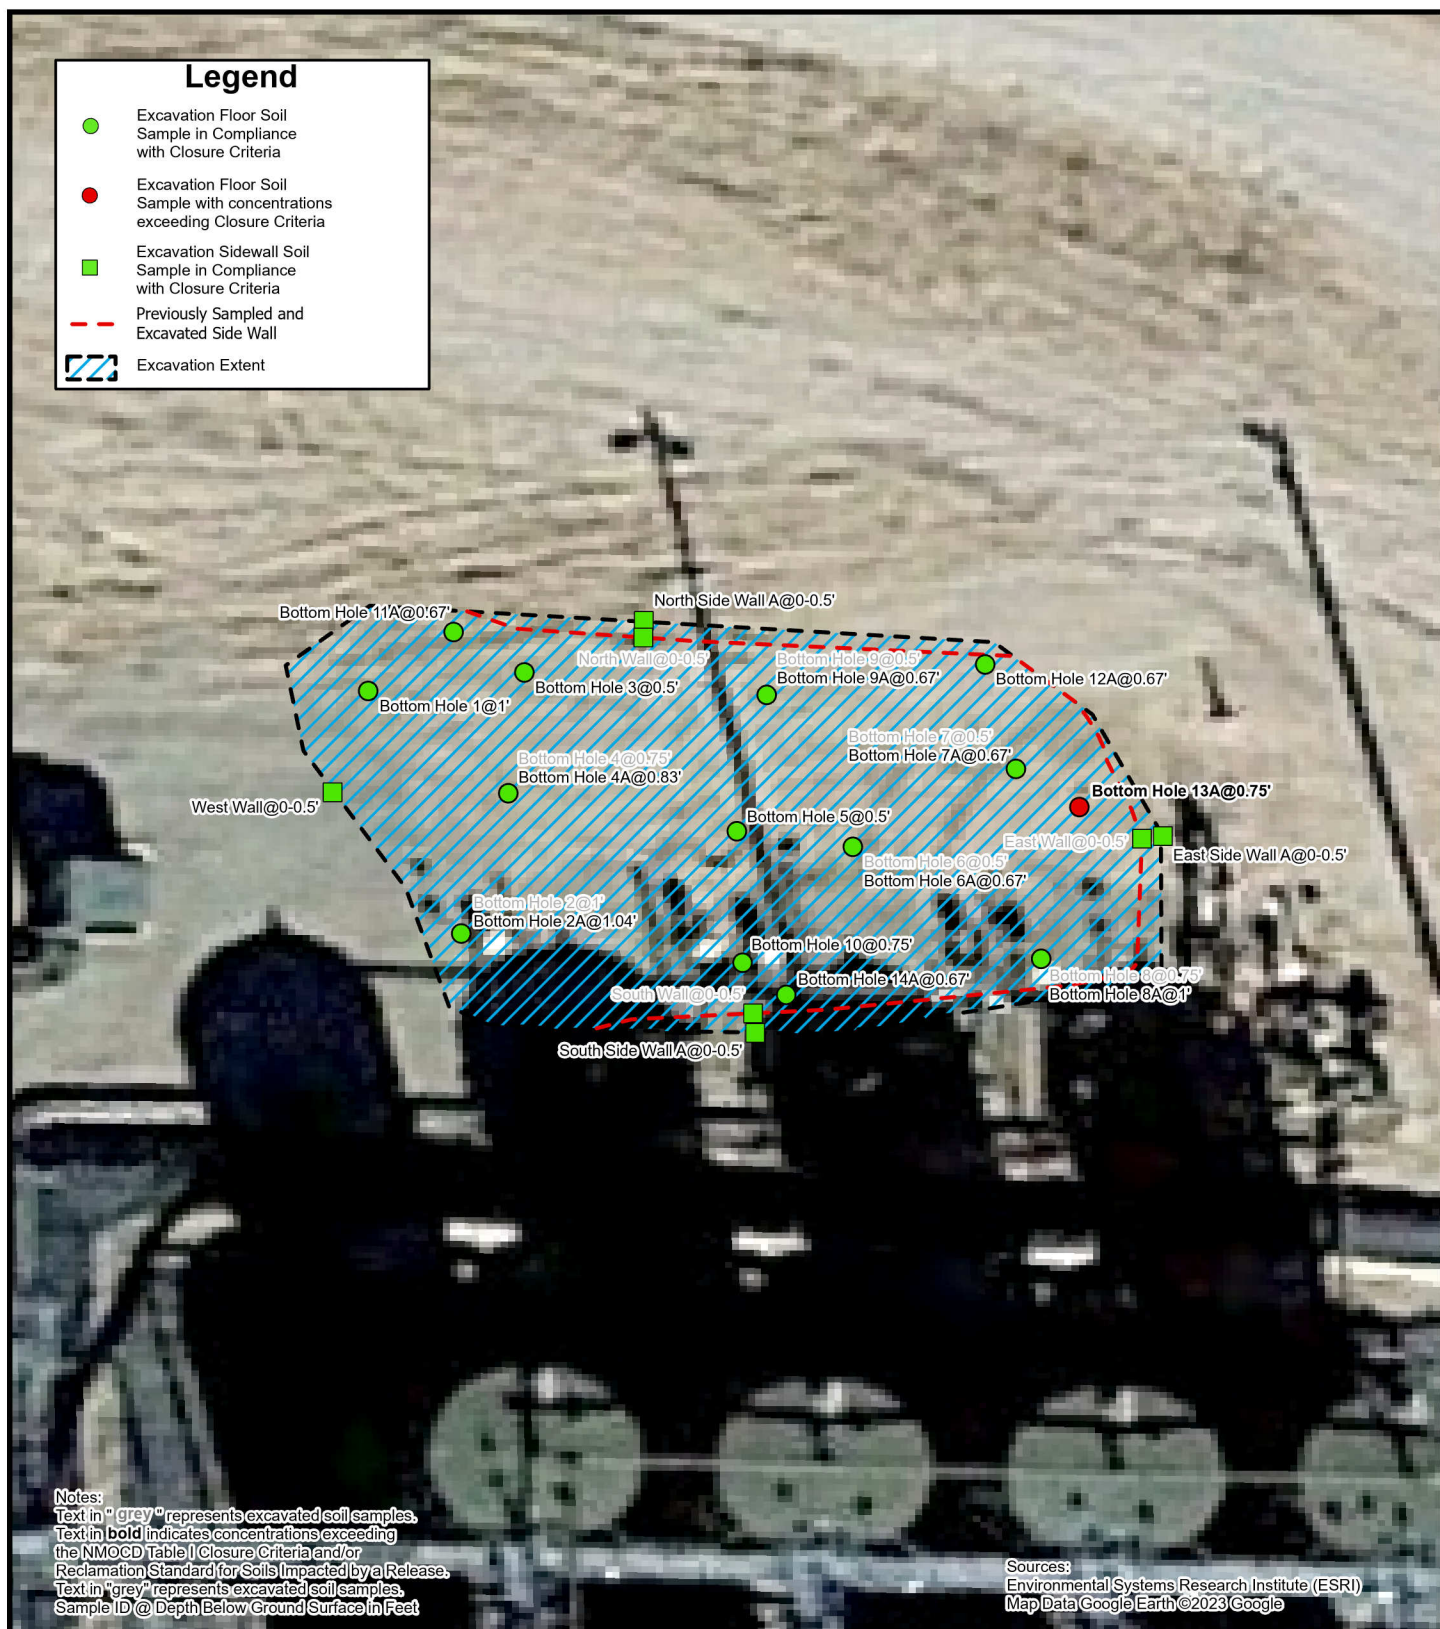 Legend
Excavation Floor Soil
Sample in Compliance
with Closure Criteria
Excavation Floor Soil
Sample with concentrations
exceeding Closure Criteria
Excavation Sidewall Soil
Sample in Compliance
with Closure Criteria
Previously Sampled and
Excavated Side Wall
Excavation Extent
North Side Wall A@0-0.5'
Bottom Hole 11A@0.67'
North Wall@0-0.5'
Bottom Hole 9@0.5'
Bottom Hole 9A@0.67'
Bottom Hole 12A@0.67'
Bottom Hole 3@0.5'
Bottom Hole 1@1'
Bottom Hole 7@0.5'
Bottom Hole 7A@0.67'
Bottom Hole 4@0.75'
Bottom Hole 4A@0.83'
Bottom Hole 13A@0.75'
West Wall@0-0.5'
Bottom Hole 5@0.5'
East Wall@0-0.5'
East Side Wall A@0-0.5'
Bottom Hole 6@0.5'
Bottom Hole 6A@0.67'
Bottom Hole 2@1'
Bottom Hole 2A@1.04'
Bottom Hole 10@0.75'
Bottom Hole 14A@0.67'
Bottom Hole 8@0.75'
Bottom Hole 8A@1'
South Wall@0-0.5'
South Side Wall A@0-0.5'
Notes:
Text in " grey " represents excavated soil samples.
Text in bold indicates concentrations exceeding
the NMOCD Table I Closure Criteria and/or
Reclamation Standard for Soils Impacted by a Release.
Text in "grey" represents excavated soil samples.
Sample ID @ Depth Below Ground Surface in Feet
Sources:
Environmental Systems Research Institute (ESRI)
Map Data Google Earth ©2023 Google